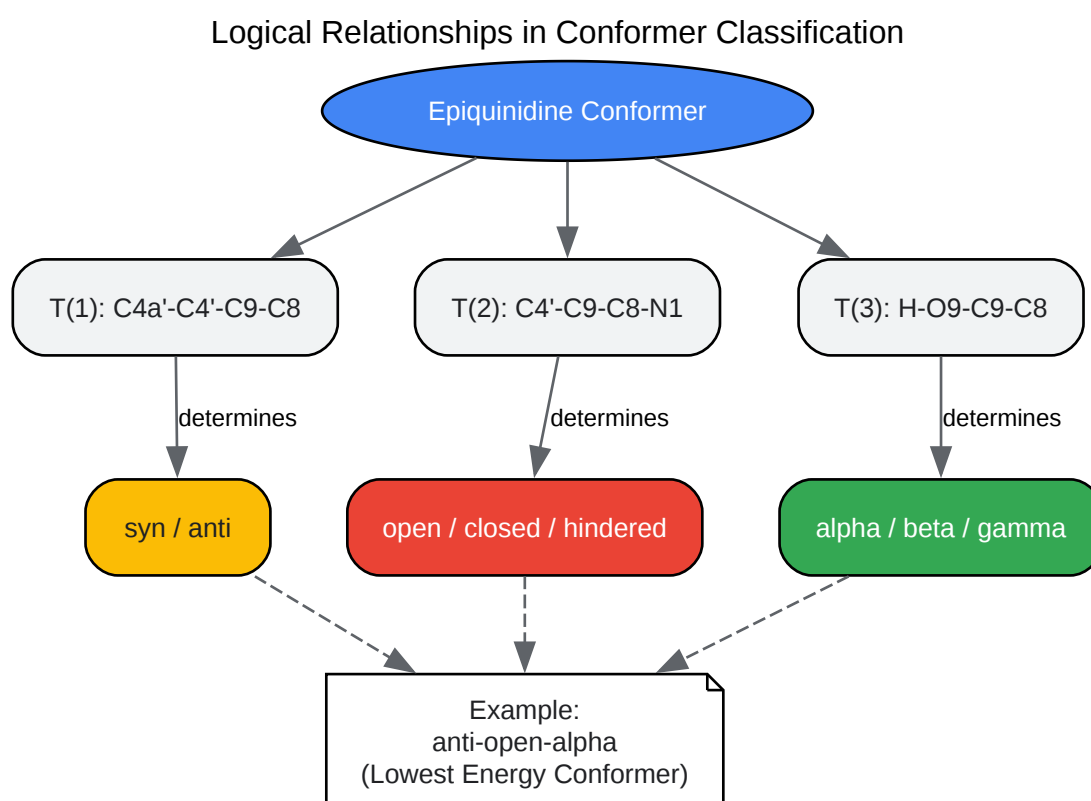 Logical Relationships in Conformer Classification
Epiquinidine Conformer
T(1): C4a'-C4'-C9-C8
T(2): C4'-C9-C8-N1
T(3): H-O9-C9-C8
determines
determines
determines
syn / anti
open / closed / hindered
alpha / beta / gamma
Example:
anti-open-alpha
(Lowest Energy Conformer)